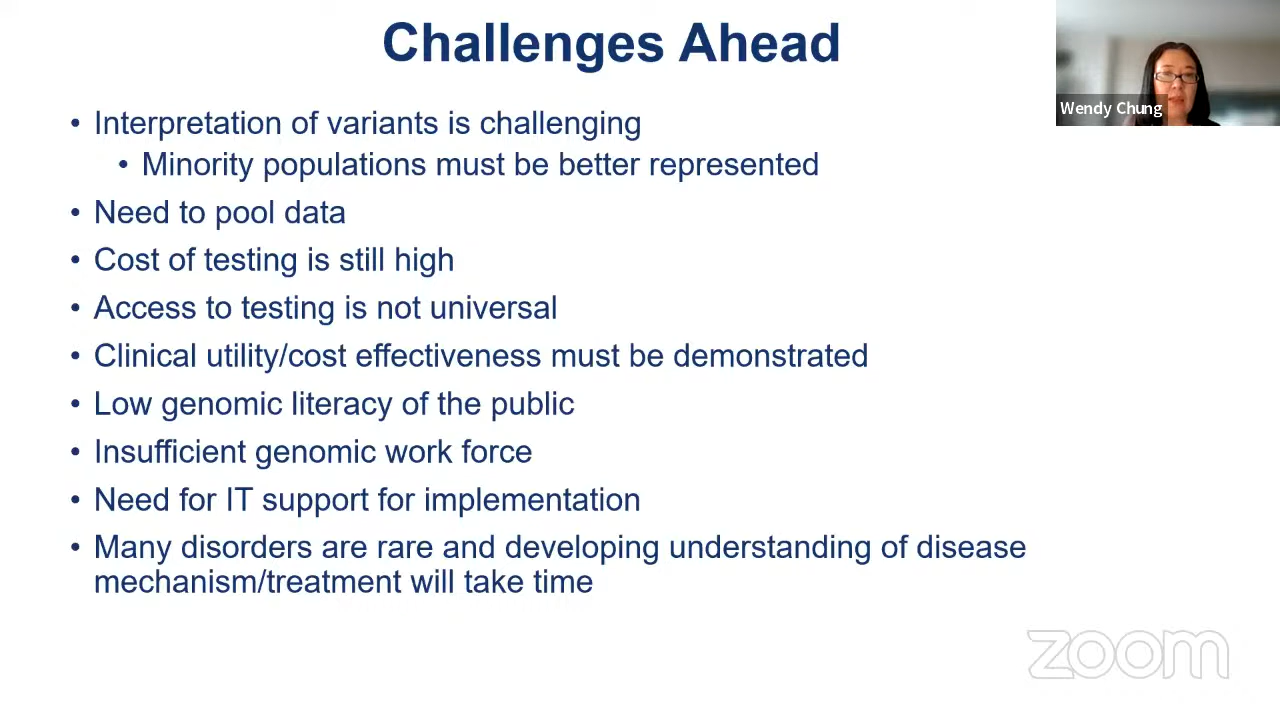 Challenges Ahead
Wendy Chung
• Interpretation of variants is challenging
• Minority populations must be better represented
• Need to pool data
• Cost of testing is still high
• Access to testing is not universal
• Clinical utility/cost effectiveness must be demonstrated
• Low genomic literacy of the public
• Insufficient genomic work force
• Need for IT support for implementation
• Many disorders are rare and developing understanding of disease
mechanism/treatment will take time
zoom